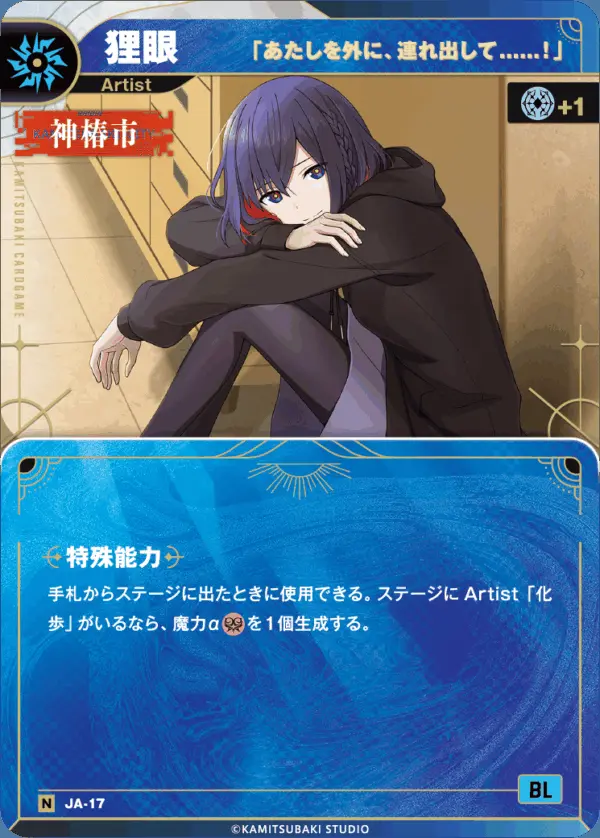 狸眼
「あたしを外に、連れ出して……！」
Artist
+1
神椿市
KAMITSUBAKI CARDGAME
特殊能力
手札からステージに出たときに使用できる。ステージに Artist「化
歩」がいるなら、魔力α を1個生成する。
BL
N JA-17
©KAMITSUBAKI STUDIO